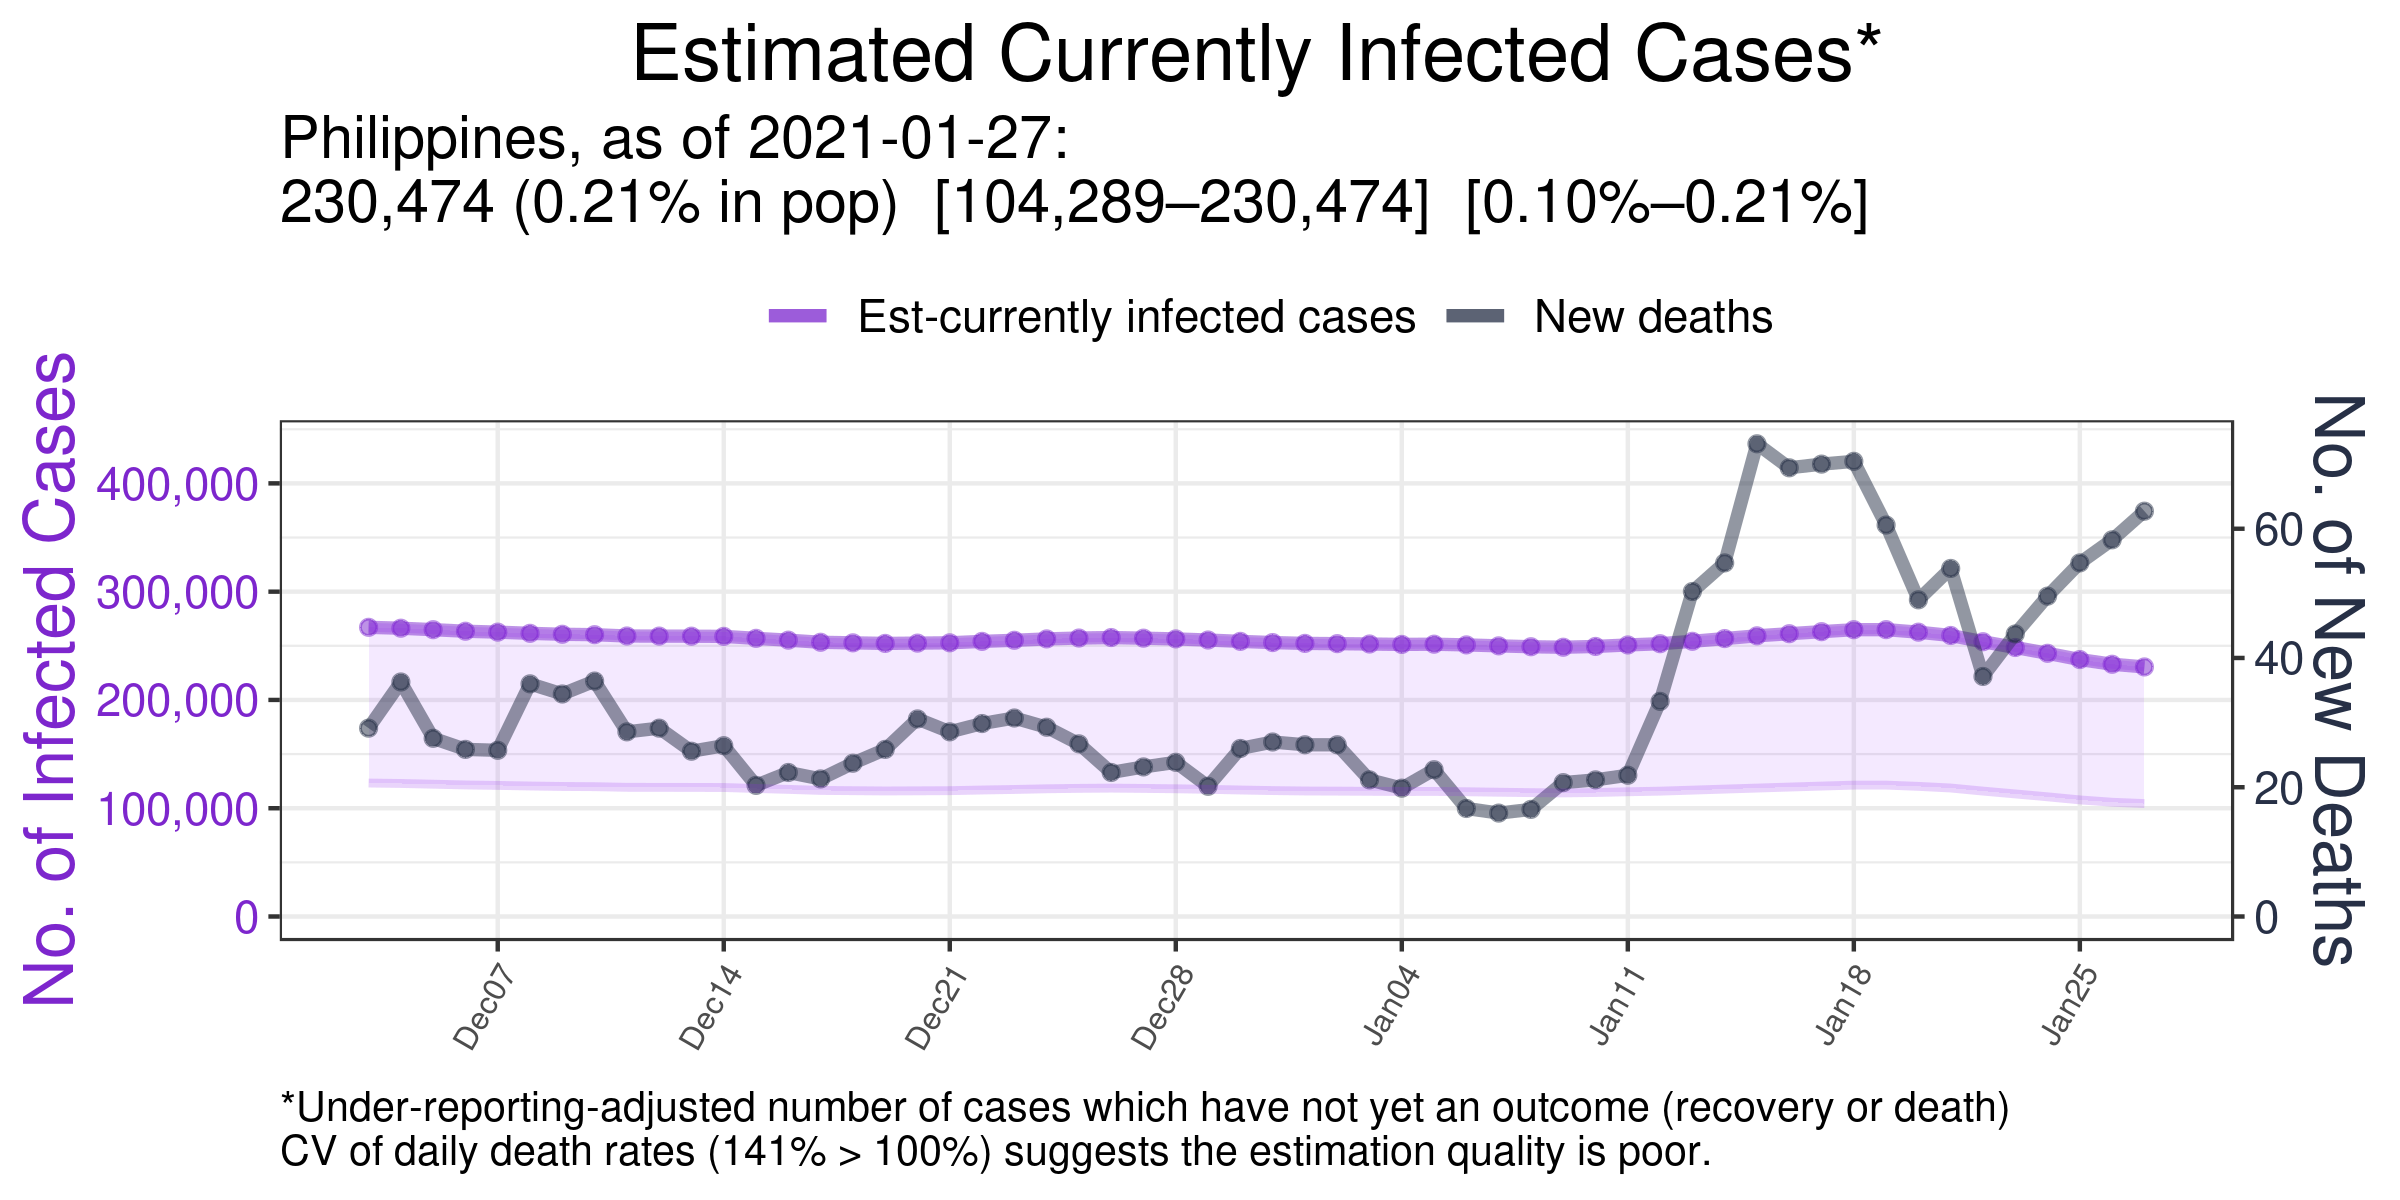 Estimated Currently Infected Cases*
Philippines, as of 2021-01-27:
230,474 (0.21% in pop)  [104,289–230,474]  [0.10%–0.21%]
Est-currently infected cases
New deaths
No. of Infected Cases
400,000
300,000
200,000
100,000
0
60
40
20
0
No. of New Deaths
Dec07
Dec14
Dec21
Dec28
Jan04
Jan11
Jan18
Jan25
*Under-reporting-adjusted number of cases which have not yet an outcome (recovery or death)
CV of daily death rates (141% > 100%) suggests the estimation quality is poor.